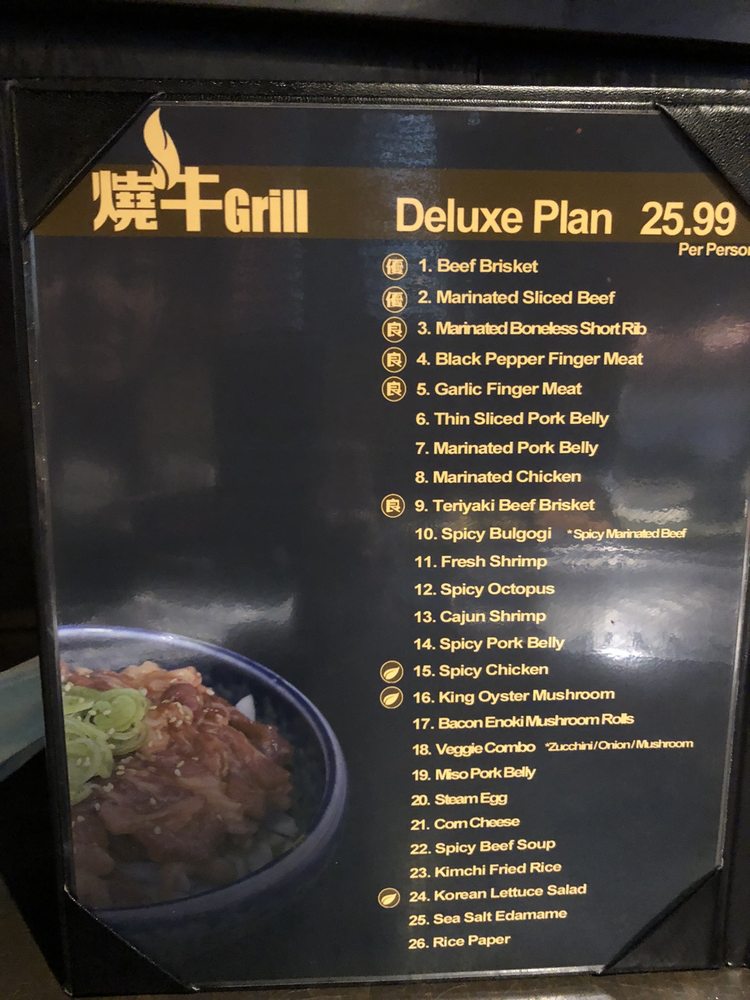 燒牛Grill
Deluxe Plan 25.99
Per Person
優 1. Beef Brisket
優 2. Marinated Sliced Beef
良 3. Marinated Boneless Short Rib
良 4. Black Pepper Finger Meat
良 5. Garlic Finger Meat
6. Thin Sliced Pork Belly
7. Marinated Pork Belly
8. Marinated Chicken
良 9. Teriyaki Beef Brisket
10. Spicy Bulgogi *Spicy Marinated Beef
11. Fresh Shrimp
12. Spicy Octopus
13. Cajun Shrimp
14. Spicy Pork Belly
15. Spicy Chicken
16. King Oyster Mushroom
17. Bacon Enoki Mushroom Rolls
18. Veggie Combo *Zucchini/Onion/Mushroom
19. Miso Pork Belly
20. Steam Egg
21. Corn Cheese
22. Spicy Beef Soup
23. Kimchi Fried Rice
24. Korean Lettuce Salad
25. Sea Salt Edamame
26. Rice Paper